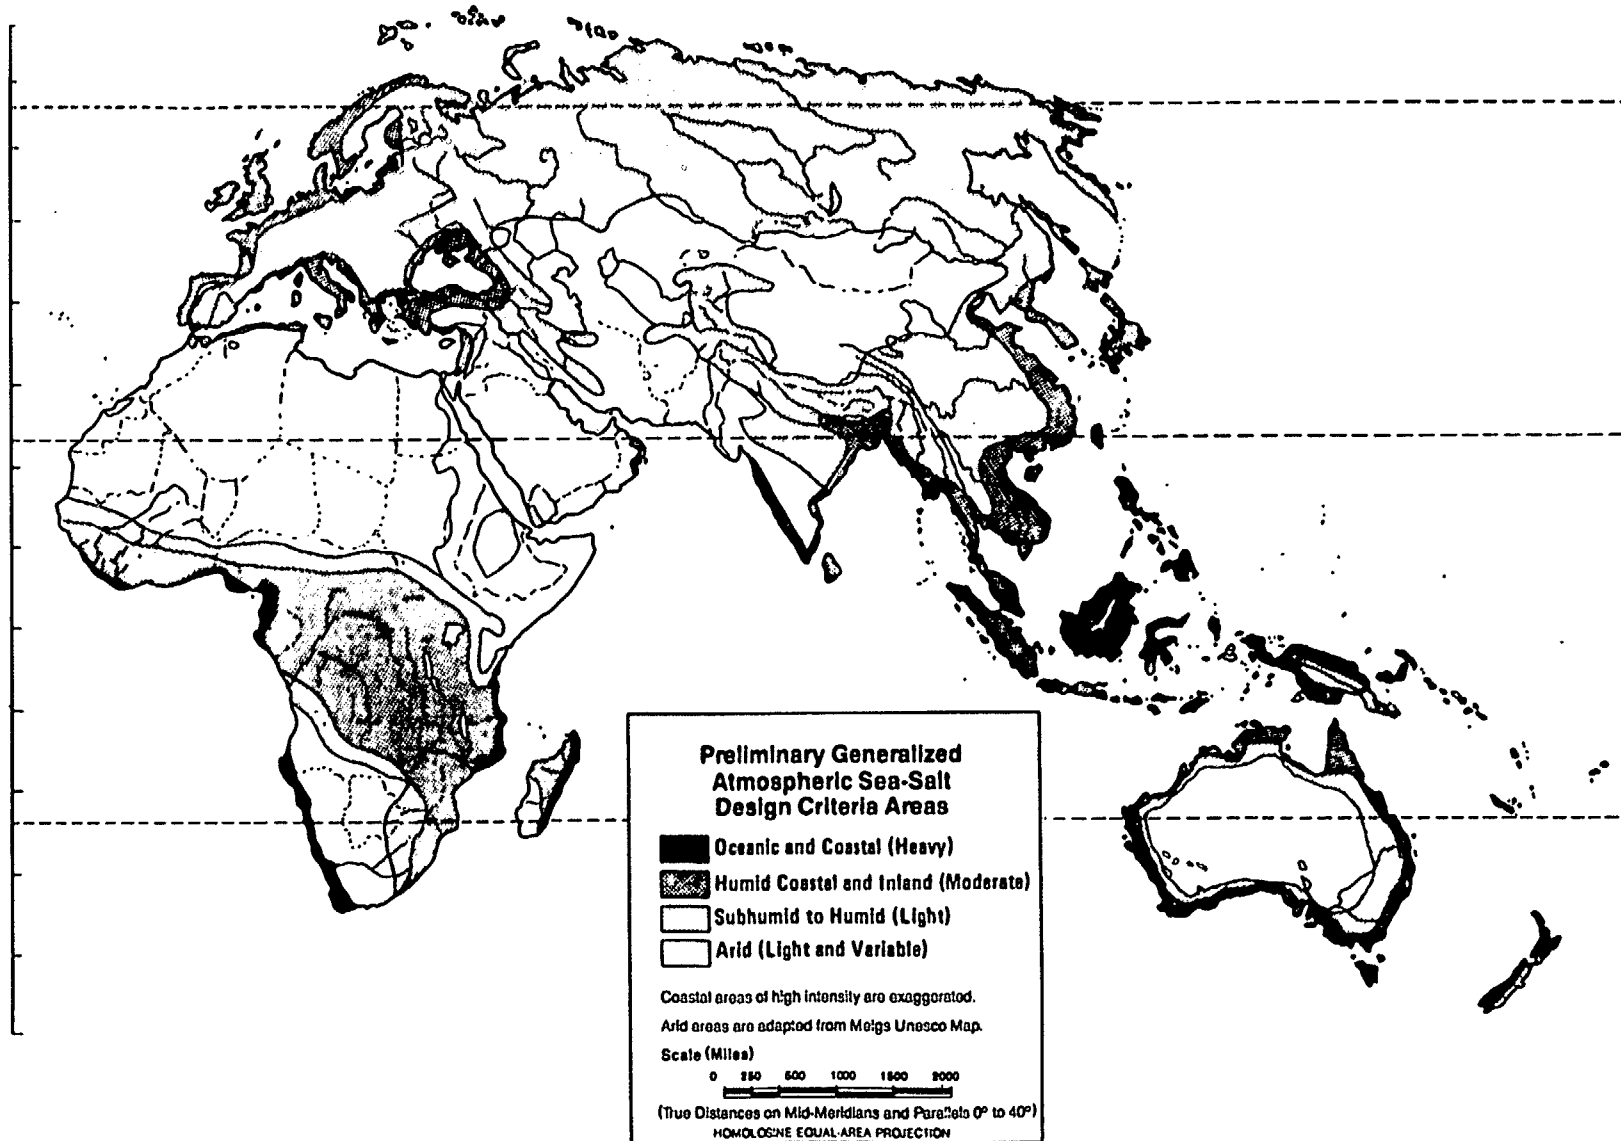 Preliminary Generalized
Atmospheric Sea-Salt
Design Criteria Areas
Oceanic and Coastal (Heavy)
Humid Coastal and Inland (Moderate)
Subhumid to Humid (Light)
Arid (Light and Variable)
Coastal areas of high intensity are exaggerated.
Arid areas are adapted from Meigs Unesco Map.
Scale (Miles)
0 250 500 1000 1500 2000
(True Distances on Mid-Meridians and Parallels 0° to 40°)
HOMOLOSINE EQUAL-AREA PROJECTION